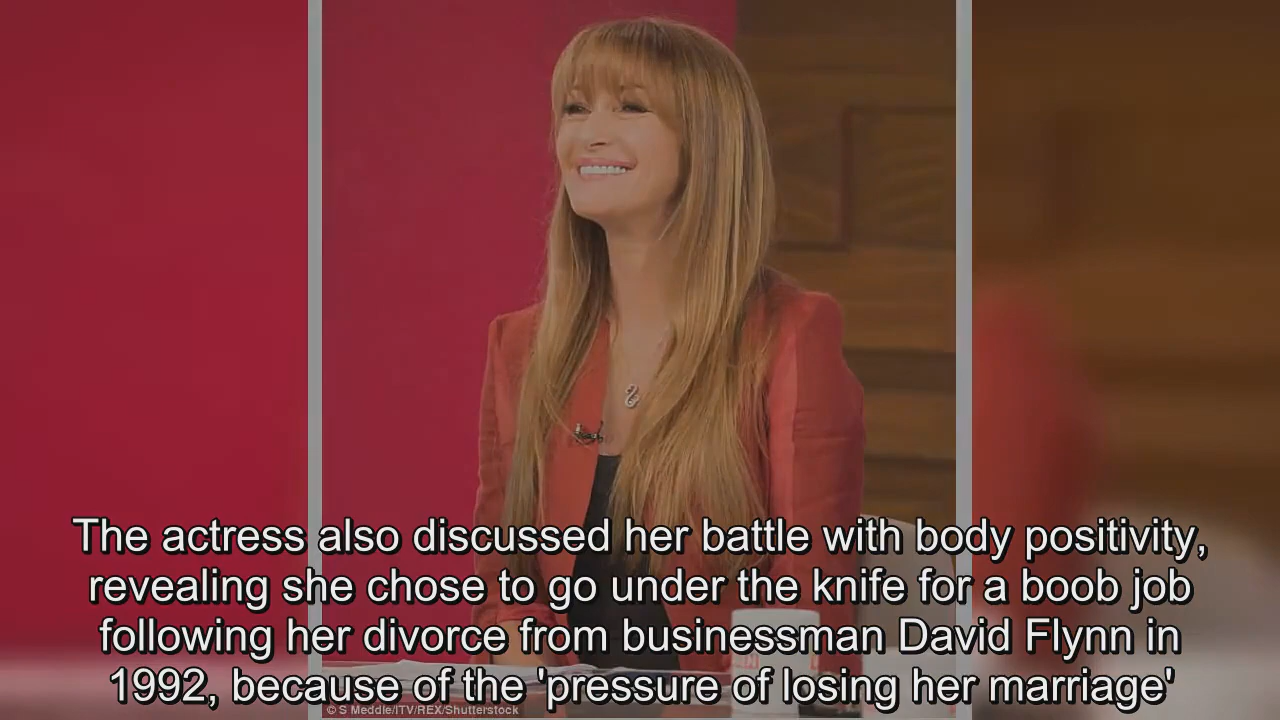 The actress also discussed her battle with body positivity,
revealing she chose to go under the knife for a boob job
following her divorce from businessman David Flynn in
1992, because of the 'pressure of losing her marriage'
© S Meddle/ITV/REX/Shutterstock